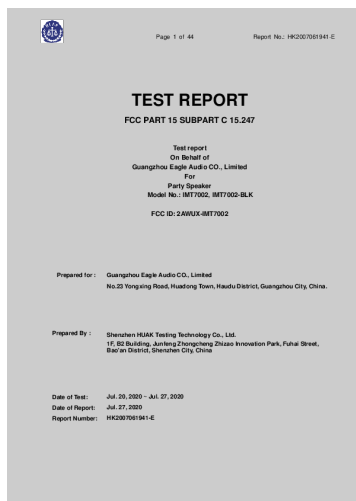 Page 1 of 44 Report No.: HK2007061941-E
TEST REPORT
FCC PART 15 SUBPART C 15.247
Test report
On Behalf of
Guangzhou Eagle Audio CO., Limited
For
Party Speaker
Model No.: IMT7002, IMT7002-BLK
FCC ID: 2AWUX-IMT7002
Prepared for : Guangzhou Eagle Audio CO., Limited
No.23 Yongxing Road, Huadong Town, Haudu District, Guangzhou City, China.
Prepared By : Shenzhen HUAK Testing Technology Co., Ltd.
1F, B2 Building, Junfeng Zhongcheng Zhizao Innovation Park, Fuhai Street,
Bao'an District, Shenzhen City, China
Date of Test: Jul. 20, 2020 ~ Jul. 27, 2020
Date of Report: Jul. 27, 2020
Report Number: HK2007061941-E